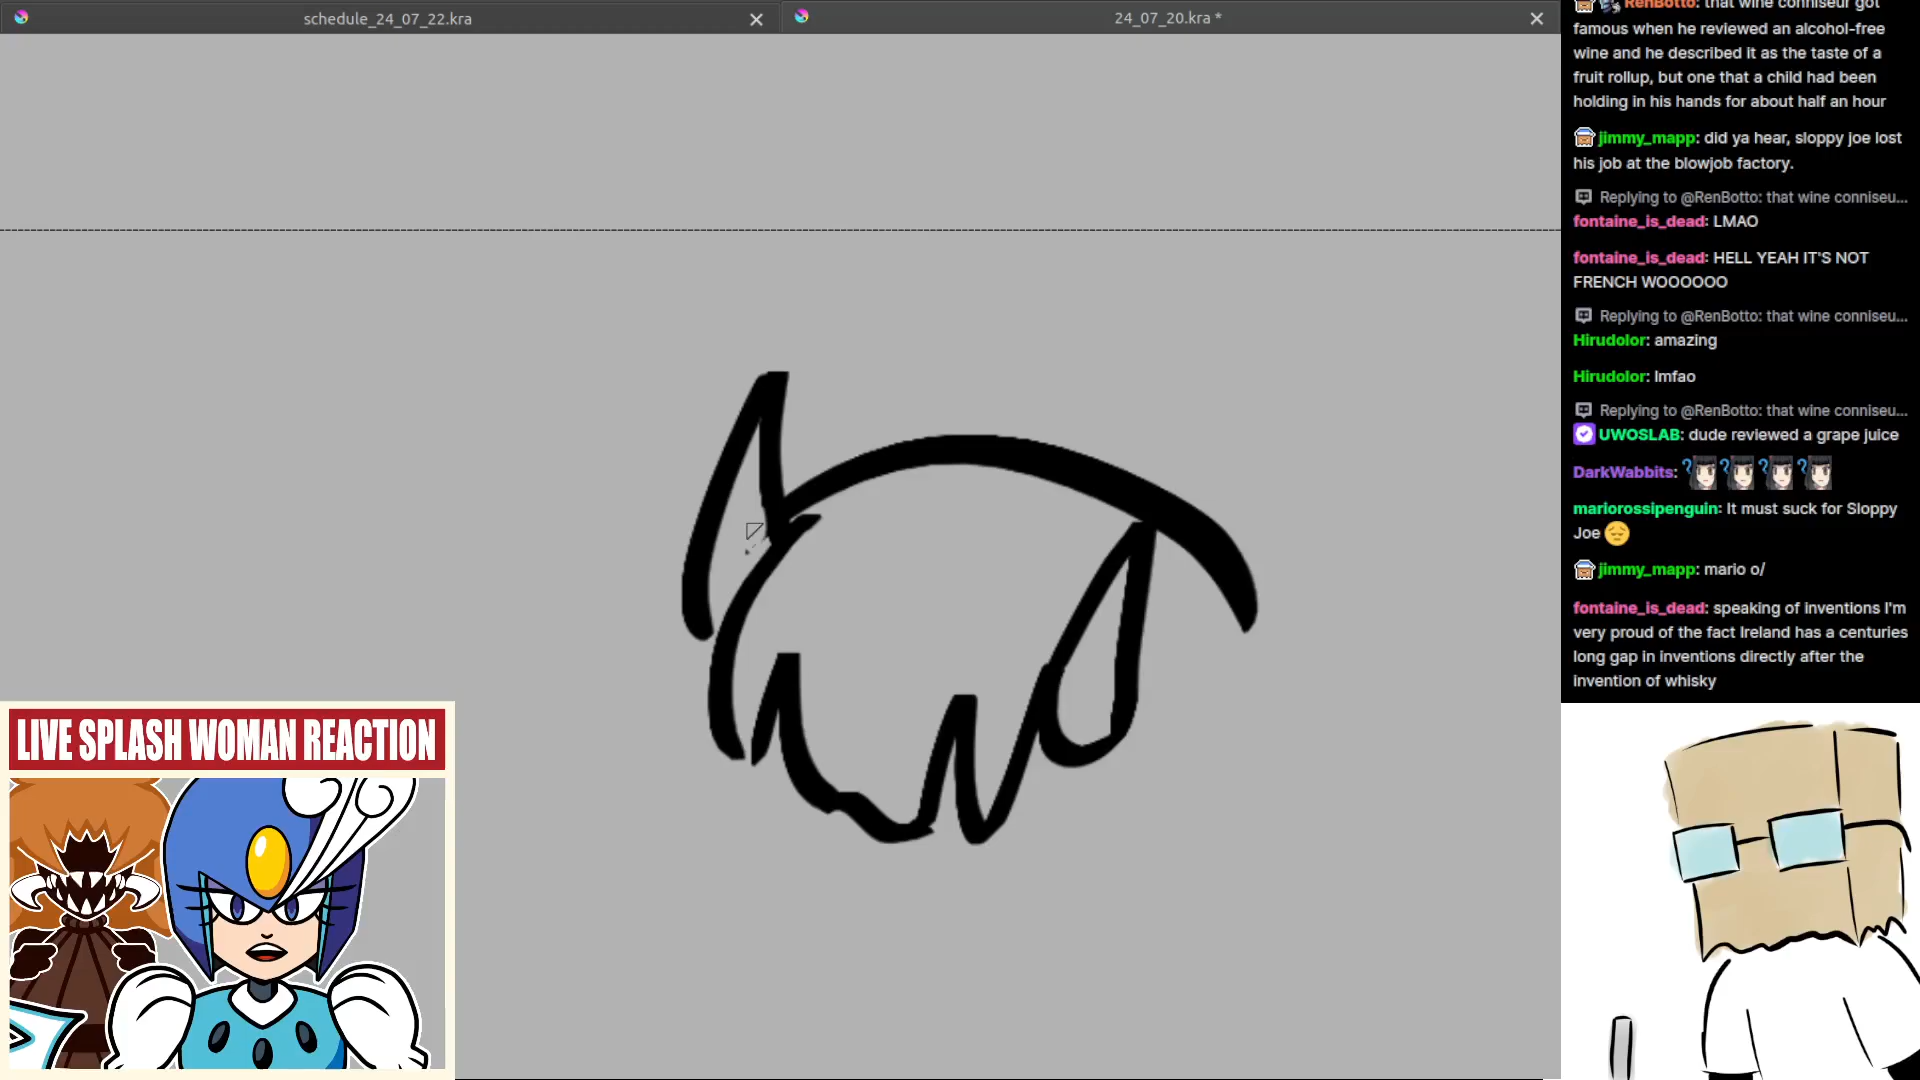 schedule_24_07_22.kra
24_07_20.kra *
RenBotto: that wine conniseur got
famous when he reviewed an alcohol-free
wine and he described it as the taste of a
fruit rollup, but one that a child had been
holding in his hands for about half an hour
jimmy_mapp: did ya hear, sloppy joe lost
his job at the blowjob factory.
Replying to @RenBotto: that wine conniseu...
fontaine_is_dead: LMAO
fontaine_is_dead: HELL YEAH IT'S NOT
FRENCH WOOOOOO
Replying to @RenBotto: that wine conniseu...
Hirudolor: amazing
Hirudolor: lmfao
Replying to @RenBotto: that wine conniseu...
UWOSLAB: dude reviewed a grape juice
DarkWabbits:
mariorossipenguin: It must suck for Sloppy
Joe 😔
jimmy_mapp: mario o/
fontaine_is_dead: speaking of inventions I'm
very proud of the fact Ireland has a centuries
long gap in inventions directly after the
invention of whisky
LIVE SPLASH WOMAN REACTION